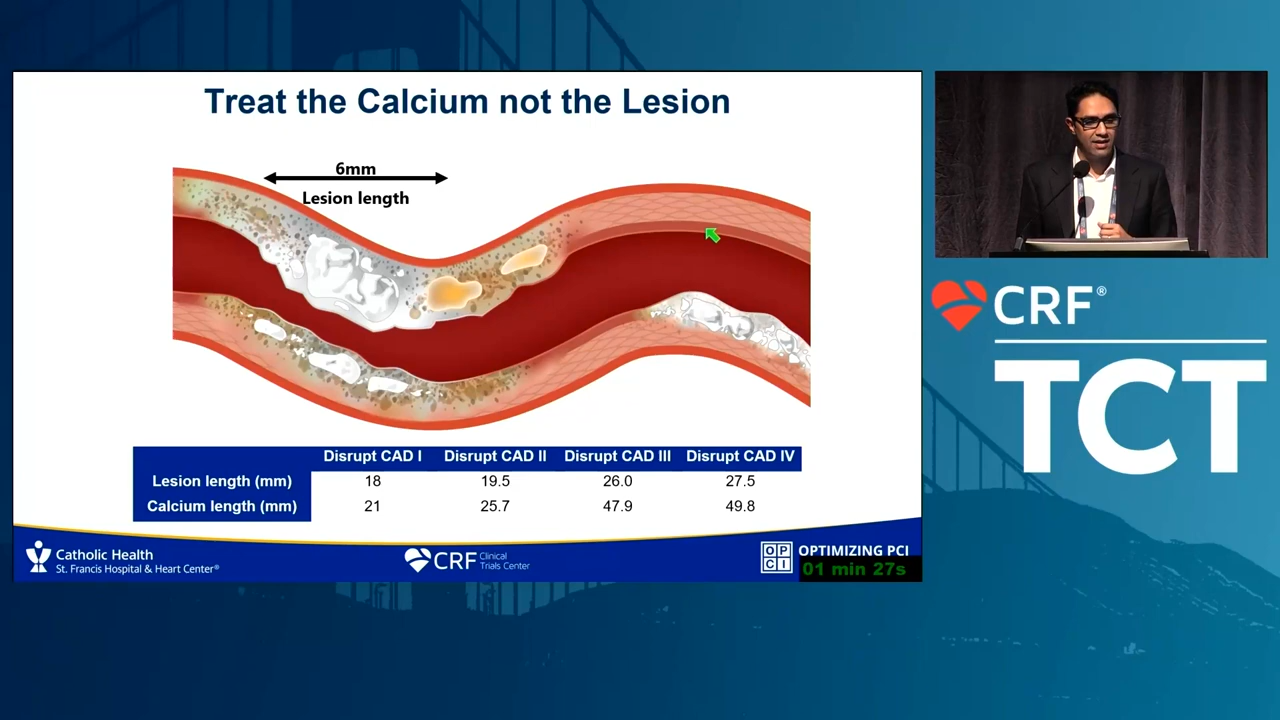 Treat the Calcium not the Lesion
6mm
Lesion length
Disrupt CAD I Disrupt CAD II Disrupt CAD III Disrupt CAD IV
Lesion length (mm) 18 19.5 26.0 27.5
Calcium length (mm) 21 25.7 47.9 49.8
Catholic Health
St. Francis Hospital & Heart Center®
CRF Clinical
Trials Center
OP
CI
OPTIMIZING PCI
01 min 27s
CRF®
TCT